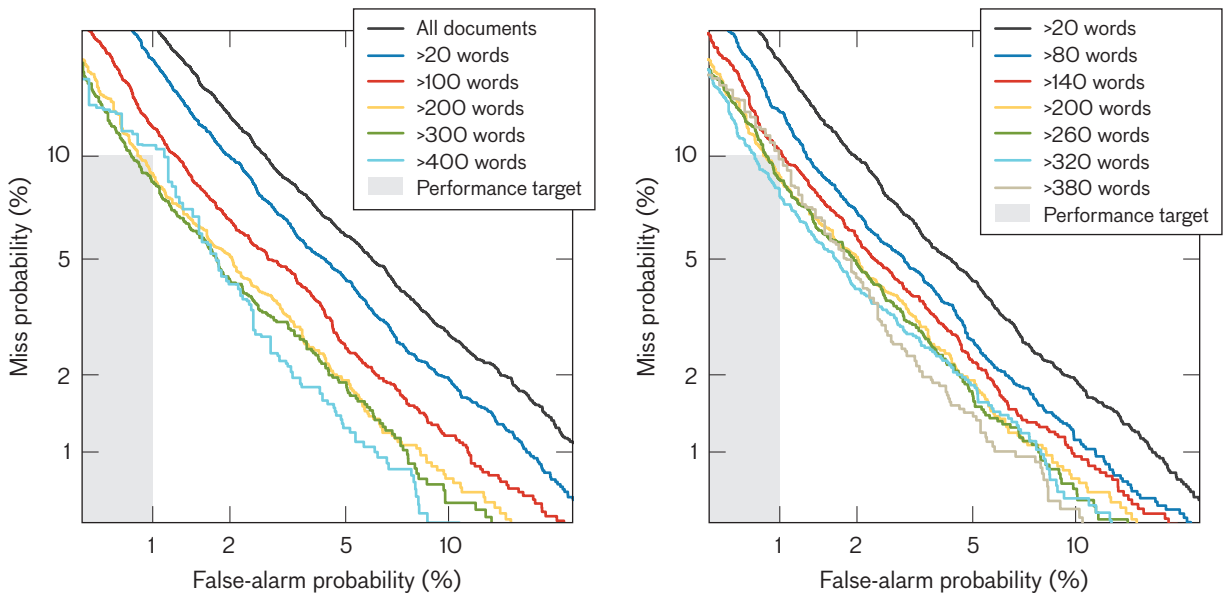 All documents
>20 words
>100 words
>200 words
>300 words
>400 words
Performance target
10
5
2
1
Miss probability (%)
1 2 5 10
False-alarm probability (%)
>20 words
>80 words
>140 words
>200 words
>260 words
>320 words
>380 words
Performance target
10
5
2
1
Miss probability (%)
1 2 5 10
False-alarm probability (%)